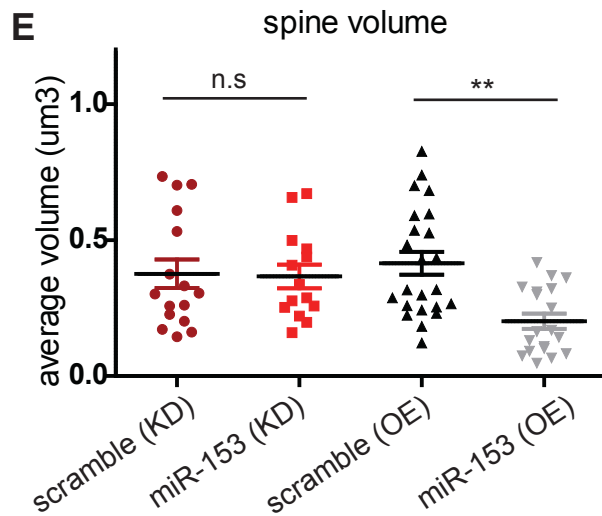 E
spine volume
n.s
**
average volume (um3)
1.0
0.5
0.0
scramble (KD)
miR-153 (KD)
scramble (OE)
miR-153 (OE)